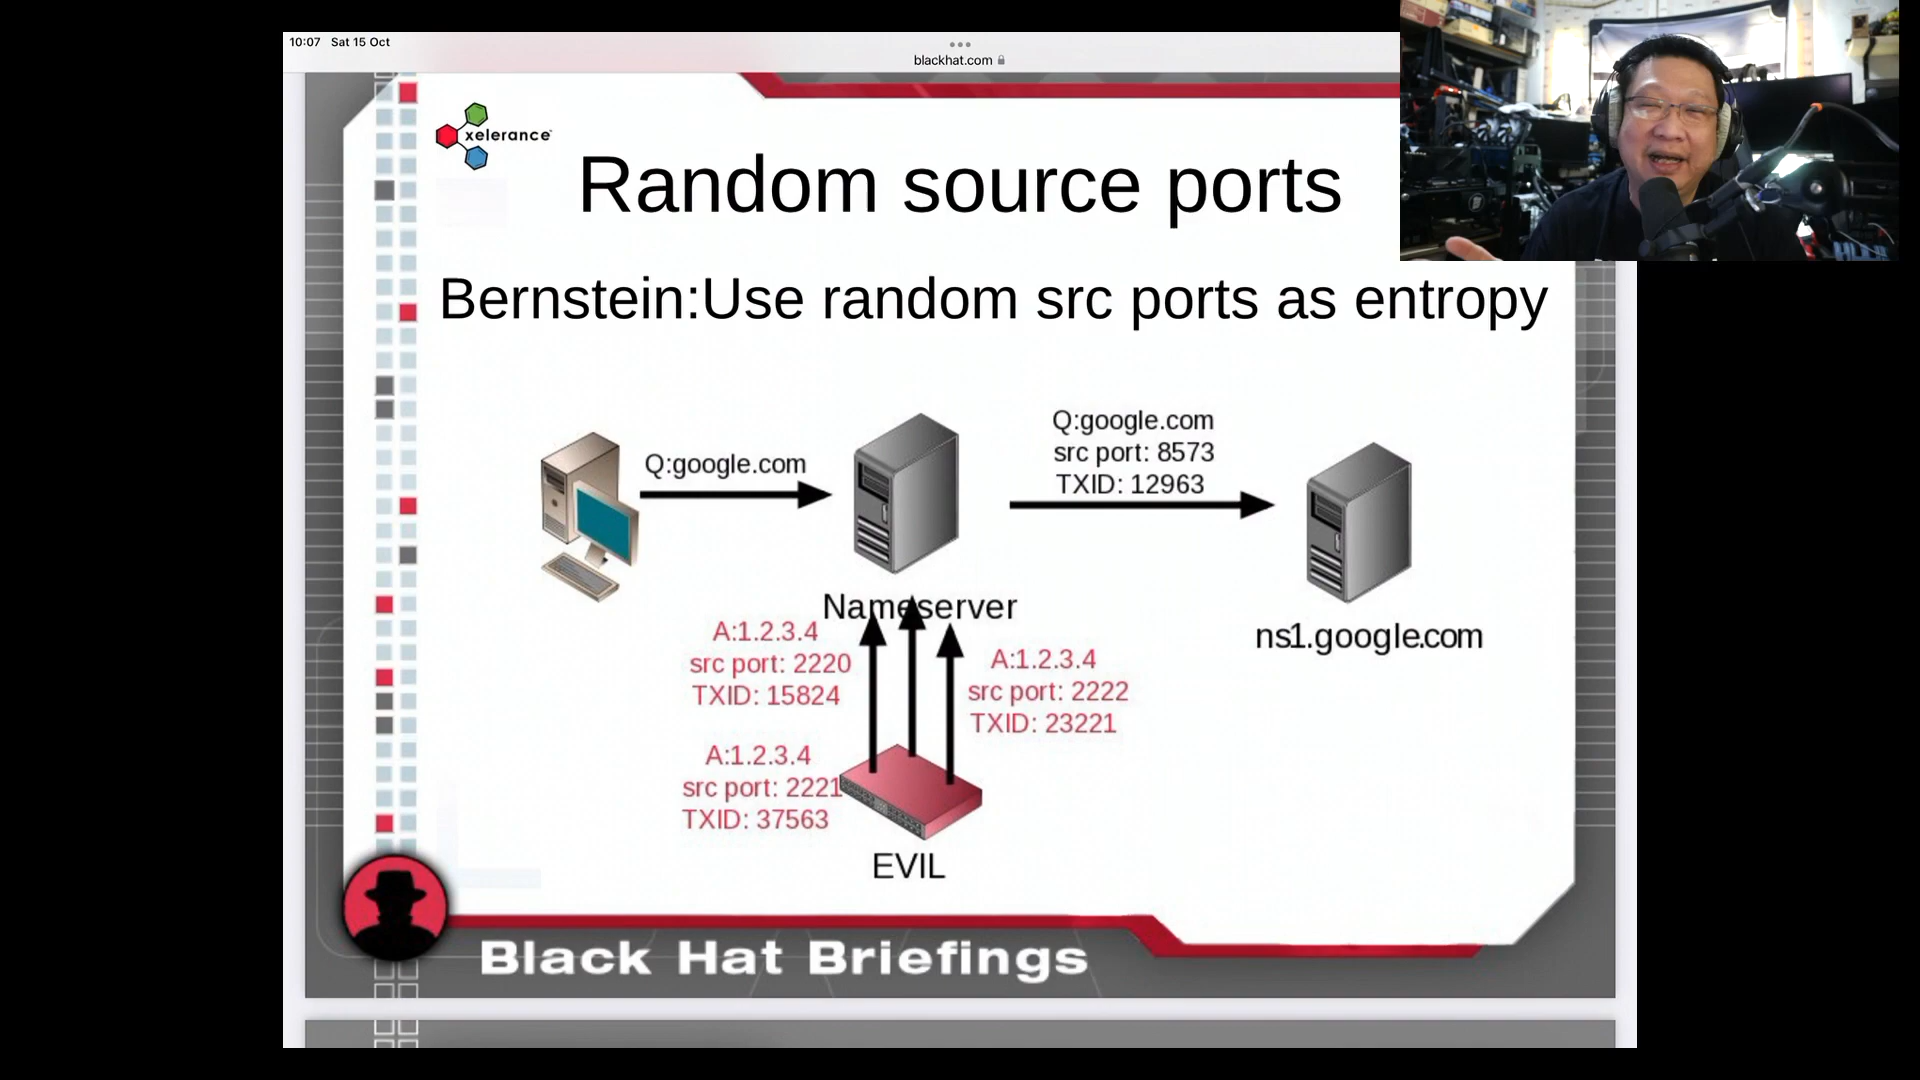 10:07 Sat 15 Oct
blackhat.com
xelerance
Random source ports
Bernstein:Use random src ports as entropy
Q:google.com
Q:google.com
src port: 8573
TXID: 12963
Nameserver
ns1.google.com
A:1.2.3.4
src port: 2220
TXID: 15824
A:1.2.3.4
src port: 2222
TXID: 23221
A:1.2.3.4
src port: 2221
TXID: 37563
EVIL
Black Hat Briefings